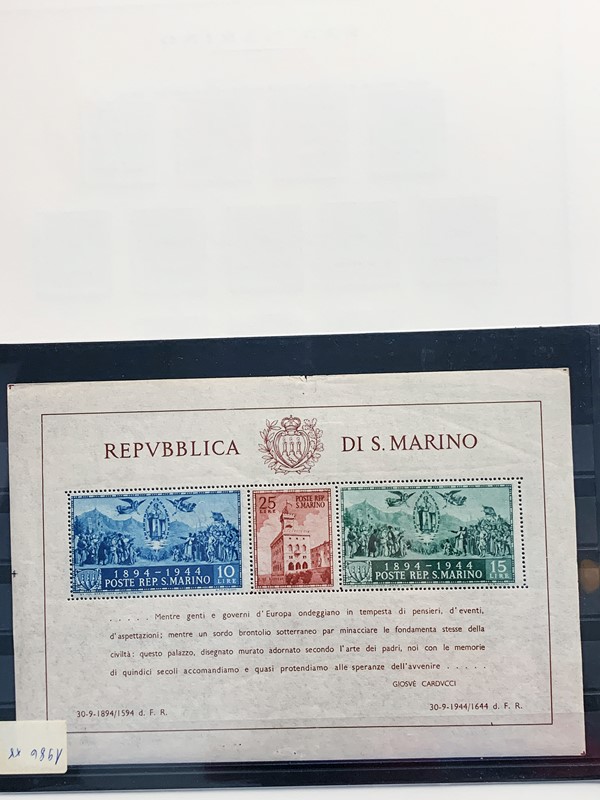 REPVBBLICA DI S. MARINO
1894-1944 10
POSTE REP. S. MARINO LIRE
25 POSTE REP.
CENT S. MARINO
1894-1944 15
POSTE REP. S. MARINO LIRE
. . . . . Mentre genti e governi d'Europa ondeggiano in tempesta di pensieri, d'eventi,
d'aspettazioni; mentre un sordo brontolio sotterraneo par minacciare le fondamenta stesse della
civiltà: questo palazzo, disegnato murato adornato secondo l'arte dei padri, noi con le memorie
di quindici secoli accomandiamo e quasi protendiamo alle speranze dell'avvenire . . . . .
GIOSVÈ CARDVCCI
30-9-1894/1594 d. F. R. 30-9-1944/1644 d. F. R.
1986 xx